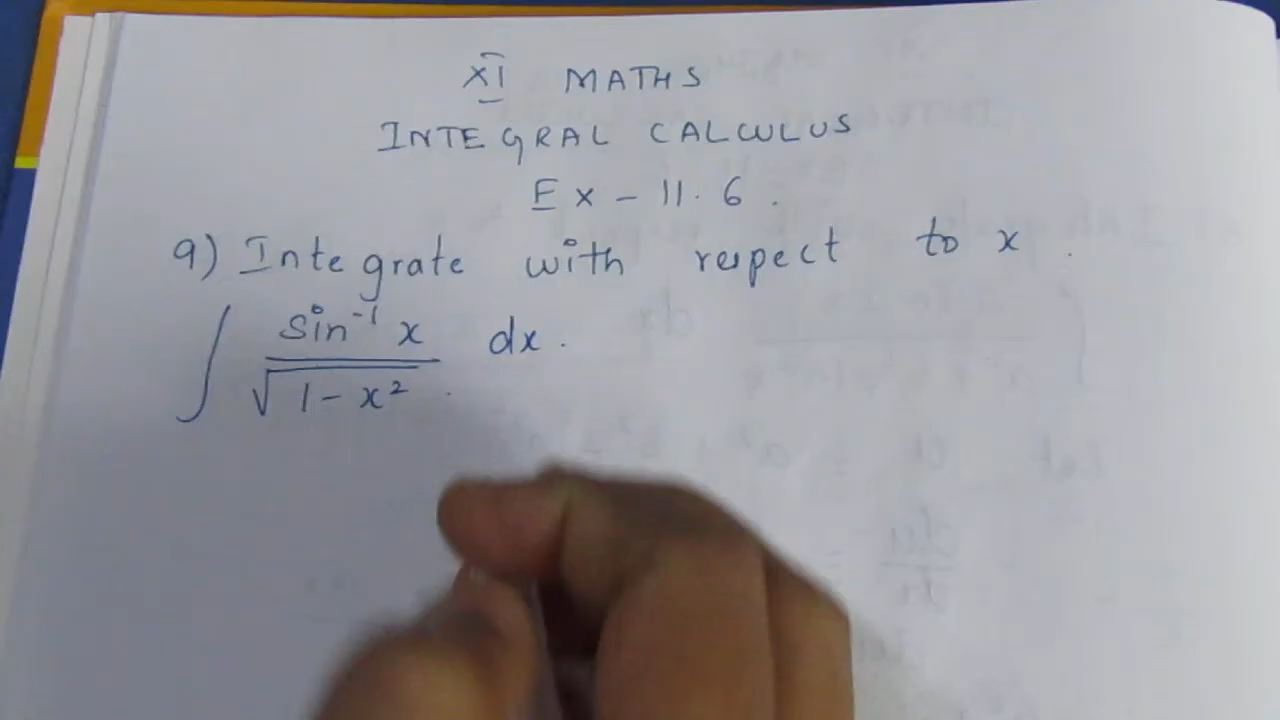 XI MATHS
INTEGRAL CALCULUS
Ex - 11.6.
9) Integrate with respect to x.
∫ sin⁻¹ x / √(1 - x²) dx.